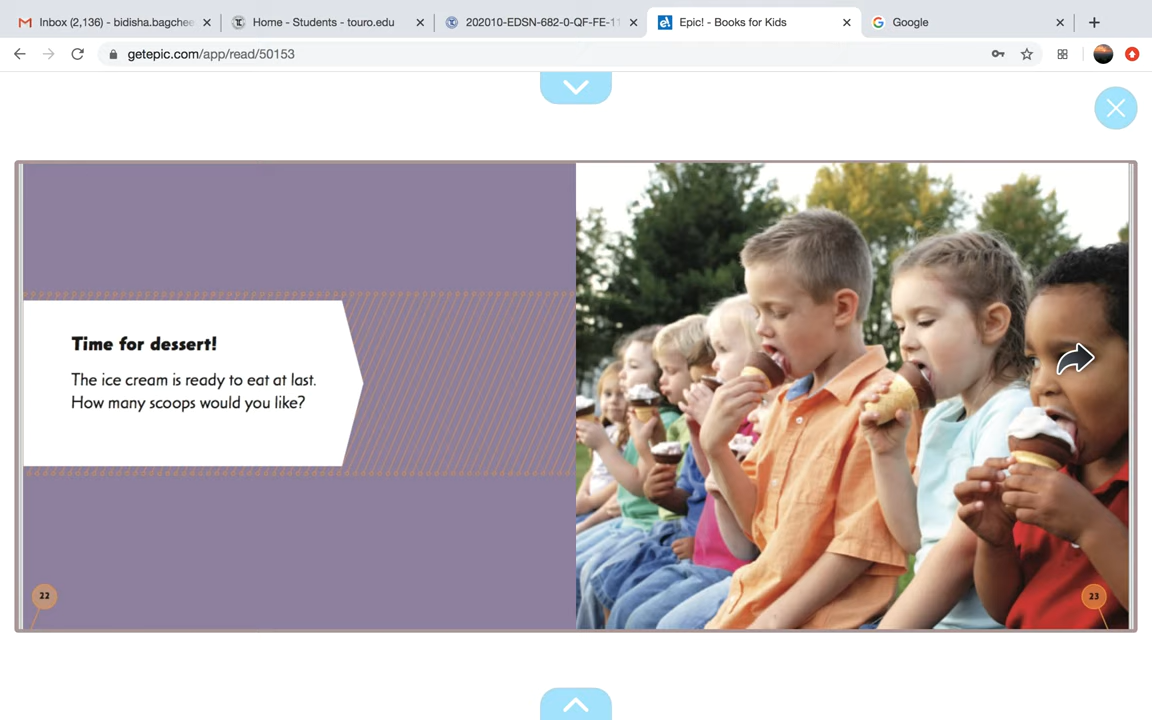 Inbox (2,136) - bidisha.bagchee
Home - Students - touro.edu
202010-EDSN-682-0-QF-FE-11
Epic! - Books for Kids
Google
getepic.com/app/read/50153
Time for dessert!
The ice cream is ready to eat at last.
How many scoops would you like?
22
23